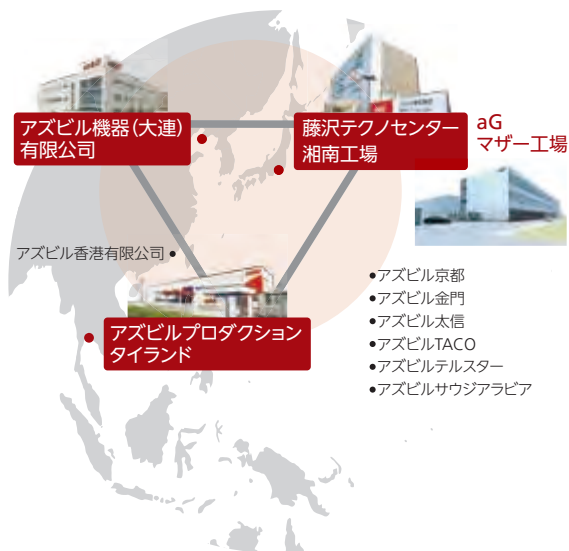 アズビル機器(大連)
有限公司
藤沢テクノセンター
湘南工場
aG
マザー工場
アズビル香港有限公司●
アズビルプロダクション
タイランド
●アズビル京都
●アズビル金門
●アズビル太信
●アズビルTACO
●アズビルテルスター
●アズビルサウジアラビア